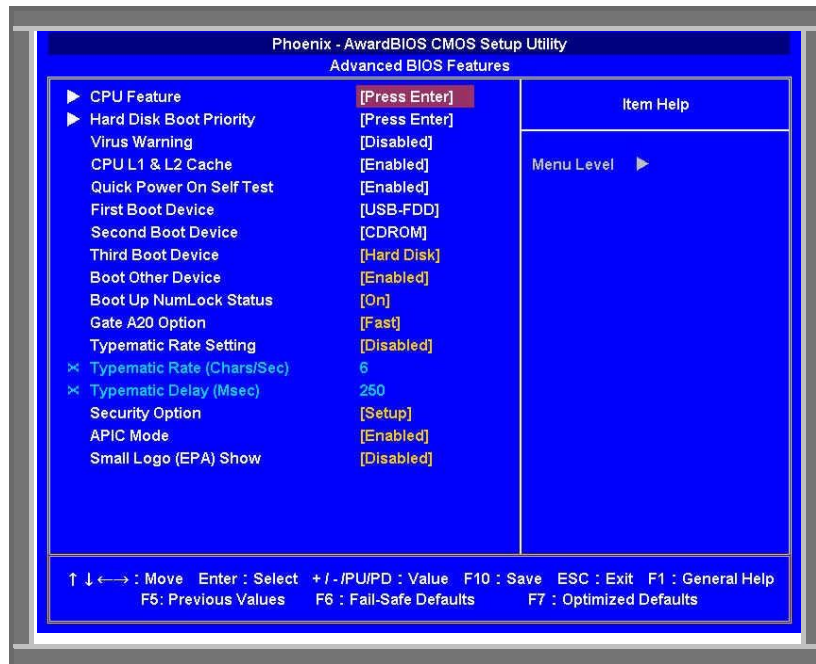 Phoenix - AwardBIOS CMOS Setup Utility
Advanced BIOS Features
▶ CPU Feature [Press Enter]
▶ Hard Disk Boot Priority [Press Enter]
Virus Warning [Disabled]
CPU L1 & L2 Cache [Enabled]
Quick Power On Self Test [Enabled]
First Boot Device [USB-FDD]
Second Boot Device [CDROM]
Third Boot Device [Hard Disk]
Boot Other Device [Enabled]
Boot Up NumLock Status [On]
Gate A20 Option [Fast]
Typematic Rate Setting [Disabled]
× Typematic Rate (Chars/Sec) 6
× Typematic Delay (Msec) 250
Security Option [Setup]
APIC Mode [Enabled]
Small Logo (EPA) Show [Disabled]
Item Help
Menu Level ▶
↑ ↓ ←→ : Move Enter : Select + / - /PU/PD : Value F10 : Save ESC : Exit F1 : General Help
F5: Previous Values F6 : Fail-Safe Defaults F7 : Optimized Defaults